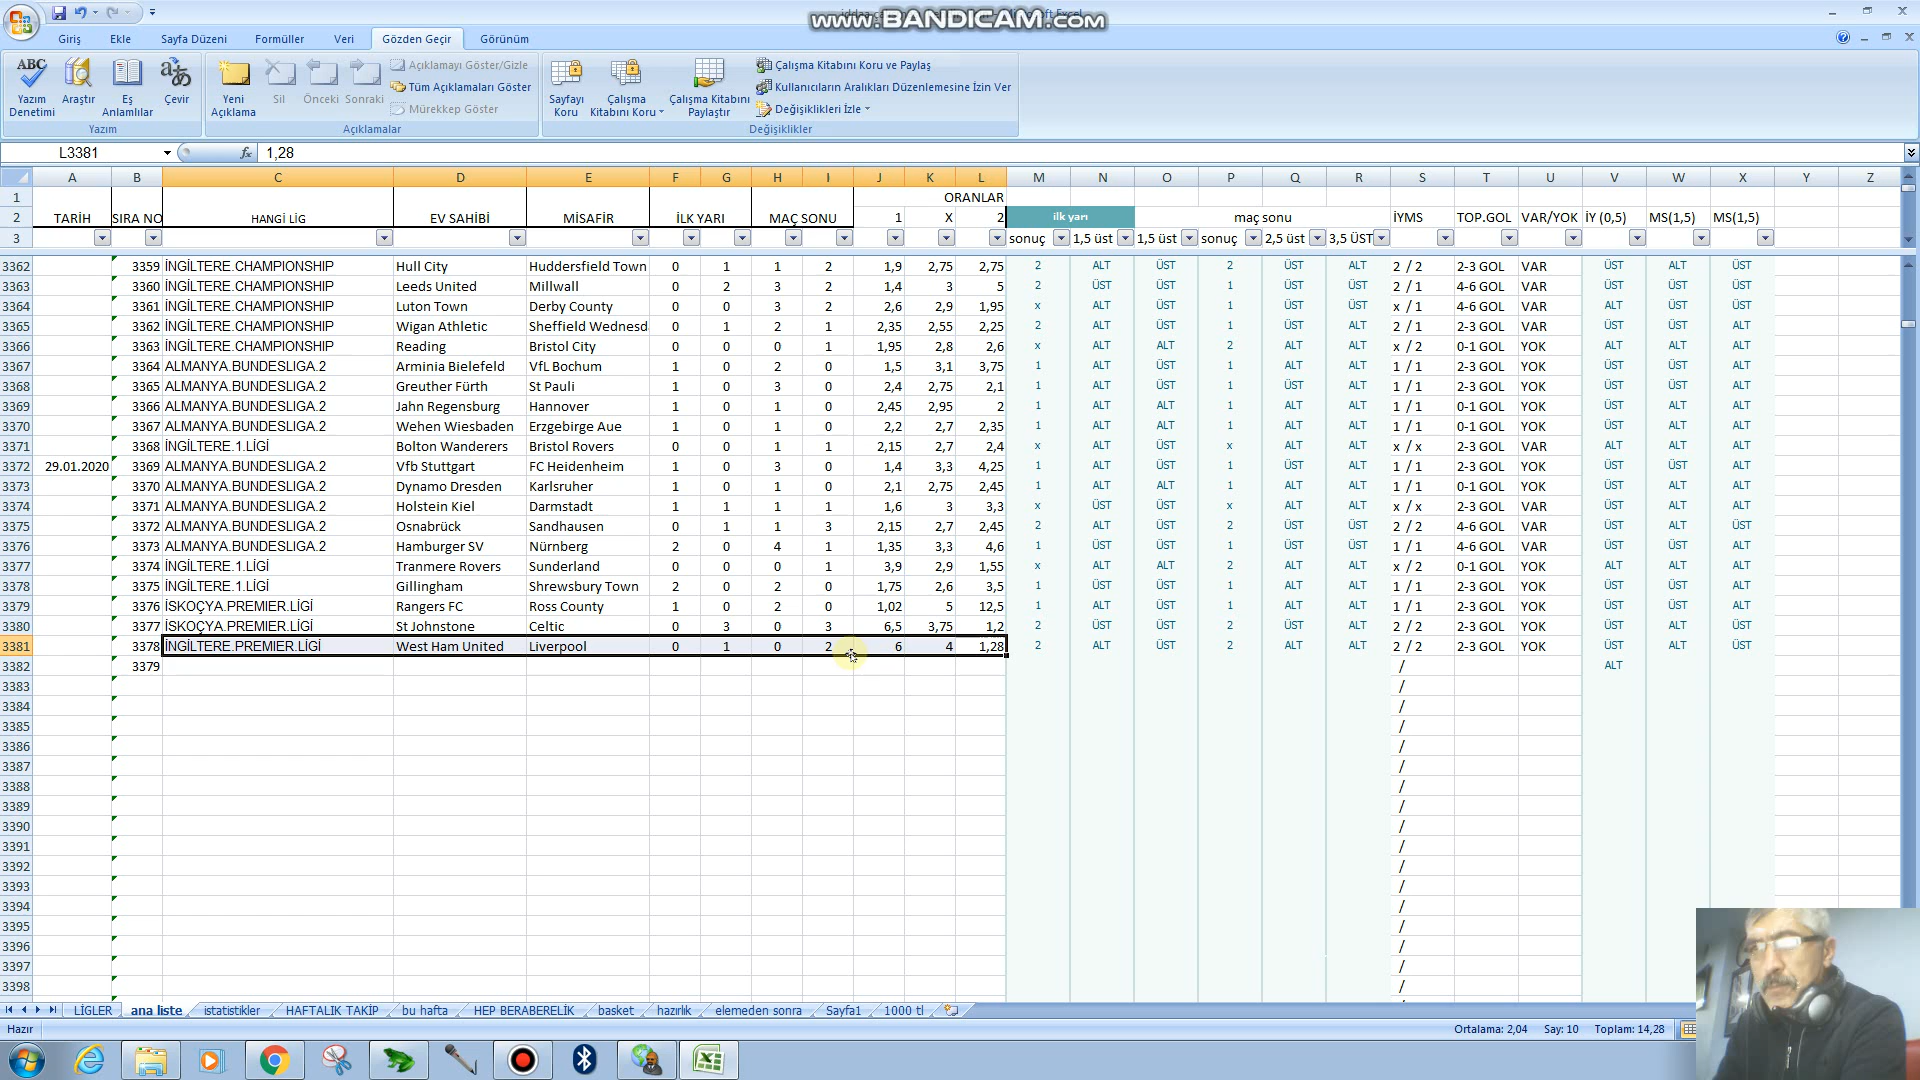 www.BANDICAM.com
Giriş Ekle Sayfa Düzeni Formüller Veri Gözden Geçir Görünüm
ABC
Yazım Denetimi
Araştır
Eş Anlamlılar
Çevir
Yazım
Yeni Açıklama
Sil
Önceki
Sonraki
Açıklamayı Göster/Gizle
Tüm Açıklamaları Göster
Mürekkep Göster
Açıklamalar
Sayfayı Koru
Çalışma Kitabını Koru
Çalışma Kitabını Paylaştır
Çalışma Kitabını Koru ve Paylaş
Kullanıcıların Aralıkları Düzenlemesine İzin Ver
Değişiklikleri İzle
Değişiklikler
L3381 fx 1,28
A B C D E F G H I J K L M N O P Q R S T U V W X Y Z
1 ORANLAR
2 TARİH SIRA NO HANGİ LİG EV SAHİBİ MİSAFİR İLK YARI MAÇ SONU 1 X 2 ilk yarı maç sonu İYMS TOP.GOL VAR/YOK İY (0,5) MS(1,5) MS(1,5)
3 sonuç 1,5 üst 1,5 üst sonuç 2,5 üst 3,5 ÜST
3362 3359 İNGİLTERE.CHAMPIONSHIP Hull City Huddersfield Town 0 1 1 2 1,9 2,75 2,75 2 ALT ÜST 2 ÜST ALT 2 / 2 2-3 GOL VAR ÜST ALT ÜST
3363 3360 İNGİLTERE.CHAMPIONSHIP Leeds United Millwall 0 2 3 2 1,4 3 5 2 ÜST ÜST 1 ÜST ÜST 2 / 1 4-6 GOL VAR ÜST ÜST ÜST
3364 3361 İNGİLTERE.CHAMPIONSHIP Luton Town Derby County 0 0 3 2 2,6 2,9 1,95 x ALT ÜST 1 ÜST ÜST x / 1 4-6 GOL VAR ALT ÜST ÜST
3365 3362 İNGİLTERE.CHAMPIONSHIP Wigan Athletic Sheffield Wednesd 0 1 2 1 2,35 2,55 2,25 2 ALT ÜST 1 ÜST ALT 2 / 1 2-3 GOL VAR ÜST ÜST ALT
3366 3363 İNGİLTERE.CHAMPIONSHIP Reading Bristol City 0 0 0 1 1,95 2,8 2,6 x ALT ALT 2 ALT ALT x / 2 0-1 GOL YOK ALT ALT ALT
3367 3364 ALMANYA.BUNDESLIGA.2 Arminia Bielefeld VfL Bochum 1 0 2 0 1,5 3,1 3,75 1 ALT ÜST 1 ALT ALT 1 / 1 2-3 GOL YOK ÜST ÜST ALT
3368 3365 ALMANYA.BUNDESLIGA.2 Greuther Fürth St Pauli 1 0 3 0 2,4 2,75 2,1 1 ALT ÜST 1 ÜST ALT 1 / 1 2-3 GOL YOK ÜST ÜST ALT
3369 3366 ALMANYA.BUNDESLIGA.2 Jahn Regensburg Hannover 1 0 1 0 2,45 2,95 2 1 ALT ALT 1 ALT ALT 1 / 1 0-1 GOL YOK ÜST ALT ALT
3370 3367 ALMANYA.BUNDESLIGA.2 Wehen Wiesbaden Erzgebirge Aue 1 0 1 0 2,2 2,7 2,35 1 ALT ALT 1 ALT ALT 1 / 1 0-1 GOL YOK ÜST ALT ALT
3371 3368 İNGİLTERE.1.LİGİ Bolton Wanderers Bristol Rovers 0 0 1 1 2,15 2,7 2,4 x ALT ÜST x ALT ALT x / x 2-3 GOL VAR ALT ALT ALT
3372 29.01.2020 3369 ALMANYA.BUNDESLIGA.2 Vfb Stuttgart FC Heidenheim 1 0 3 0 1,4 3,3 4,25 1 ALT ÜST 1 ÜST ALT 1 / 1 2-3 GOL YOK ÜST ÜST ALT
3373 3370 ALMANYA.BUNDESLIGA.2 Dynamo Dresden Karlsruher 1 0 1 0 2,1 2,75 2,45 1 ALT ALT 1 ALT ALT 1 / 1 0-1 GOL YOK ÜST ALT ALT
3374 3371 ALMANYA.BUNDESLIGA.2 Holstein Kiel Darmstadt 1 1 1 1 1,6 3 3,3 x ÜST ÜST x ALT ALT x / x 2-3 GOL VAR ÜST ALT ALT
3375 3372 ALMANYA.BUNDESLIGA.2 Osnabrück Sandhausen 0 1 1 3 2,15 2,7 2,45 2 ALT ÜST 2 ÜST ÜST 2 / 2 4-6 GOL VAR ÜST ALT ÜST
3376 3373 ALMANYA.BUNDESLIGA.2 Hamburger SV Nürnberg 2 0 4 1 1,35 3,3 4,6 1 ÜST ÜST 1 ÜST ÜST 1 / 1 4-6 GOL VAR ÜST ÜST ALT
3377 3374 İNGİLTERE.1.LİGİ Tranmere Rovers Sunderland 0 0 0 1 3,9 2,9 1,55 x ALT ALT 2 ALT ALT x / 2 0-1 GOL YOK ALT ALT ALT
3378 3375 İNGİLTERE.1.LİGİ Gillingham Shrewsbury Town 2 0 2 0 1,75 2,6 3,5 1 ÜST ÜST 1 ALT ALT 1 / 1 2-3 GOL YOK ÜST ÜST ALT
3379 3376 İSKOÇYA.PREMIER.LİGİ Rangers FC Ross County 1 0 2 0 1,02 5 12,5 1 ALT ÜST 1 ALT ALT 1 / 1 2-3 GOL YOK ÜST ÜST ALT
3380 3377 İSKOÇYA.PREMIER.LİGİ St Johnstone Celtic 0 3 0 3 6,5 3,75 1,2 2 ÜST ÜST 2 ÜST ALT 2 / 2 2-3 GOL YOK ÜST ALT ÜST
3381 3378 İNGİLTERE.PREMIER.LİGİ West Ham United Liverpool 0 1 0 2 6 4 1,28 2 ALT ÜST 2 ALT ALT 2 / 2 2-3 GOL YOK ÜST ALT ÜST
3382 3379 / ALT
3383 /
3384 /
3385 /
3386 /
3387 /
3388 /
3389 /
3390 /
3391 /
3392 /
3393 /
3394 /
3395 /
3396 /
3397 /
3398 /
LİGLER ana liste istatistikler HAFTALIK TAKİP bu hafta HEP BERABERELİK basket hazırlık elemeden sonra Sayfa1 1000 tl
Hazır Ortalama: 2,04 Say: 10 Toplam: 14,28